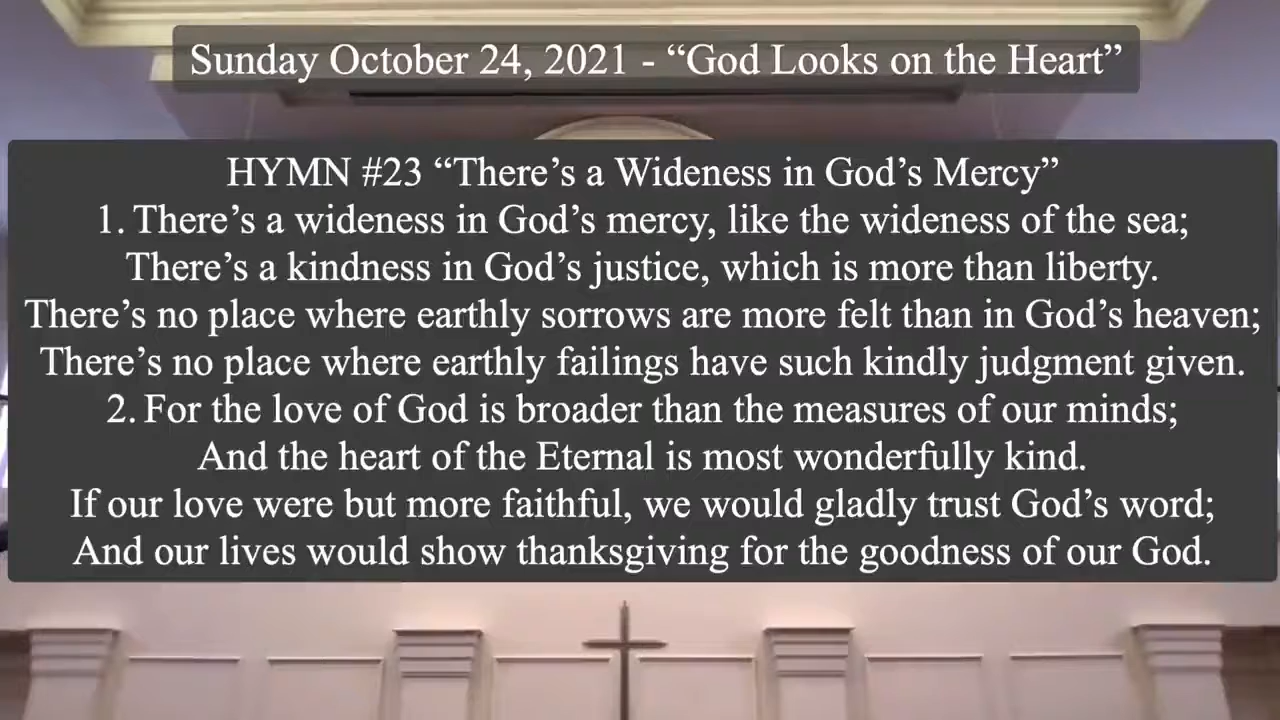 Sunday October 24, 2021 - “God Looks on the Heart”
HYMN #23 “There’s a Wideness in God’s Mercy”
1. There’s a wideness in God’s mercy, like the wideness of the sea;
There’s a kindness in God’s justice, which is more than liberty.
There’s no place where earthly sorrows are more felt than in God’s heaven;
There’s no place where earthly failings have such kindly judgment given.
2. For the love of God is broader than the measures of our minds;
And the heart of the Eternal is most wonderfully kind.
If our love were but more faithful, we would gladly trust God’s word;
And our lives would show thanksgiving for the goodness of our God.